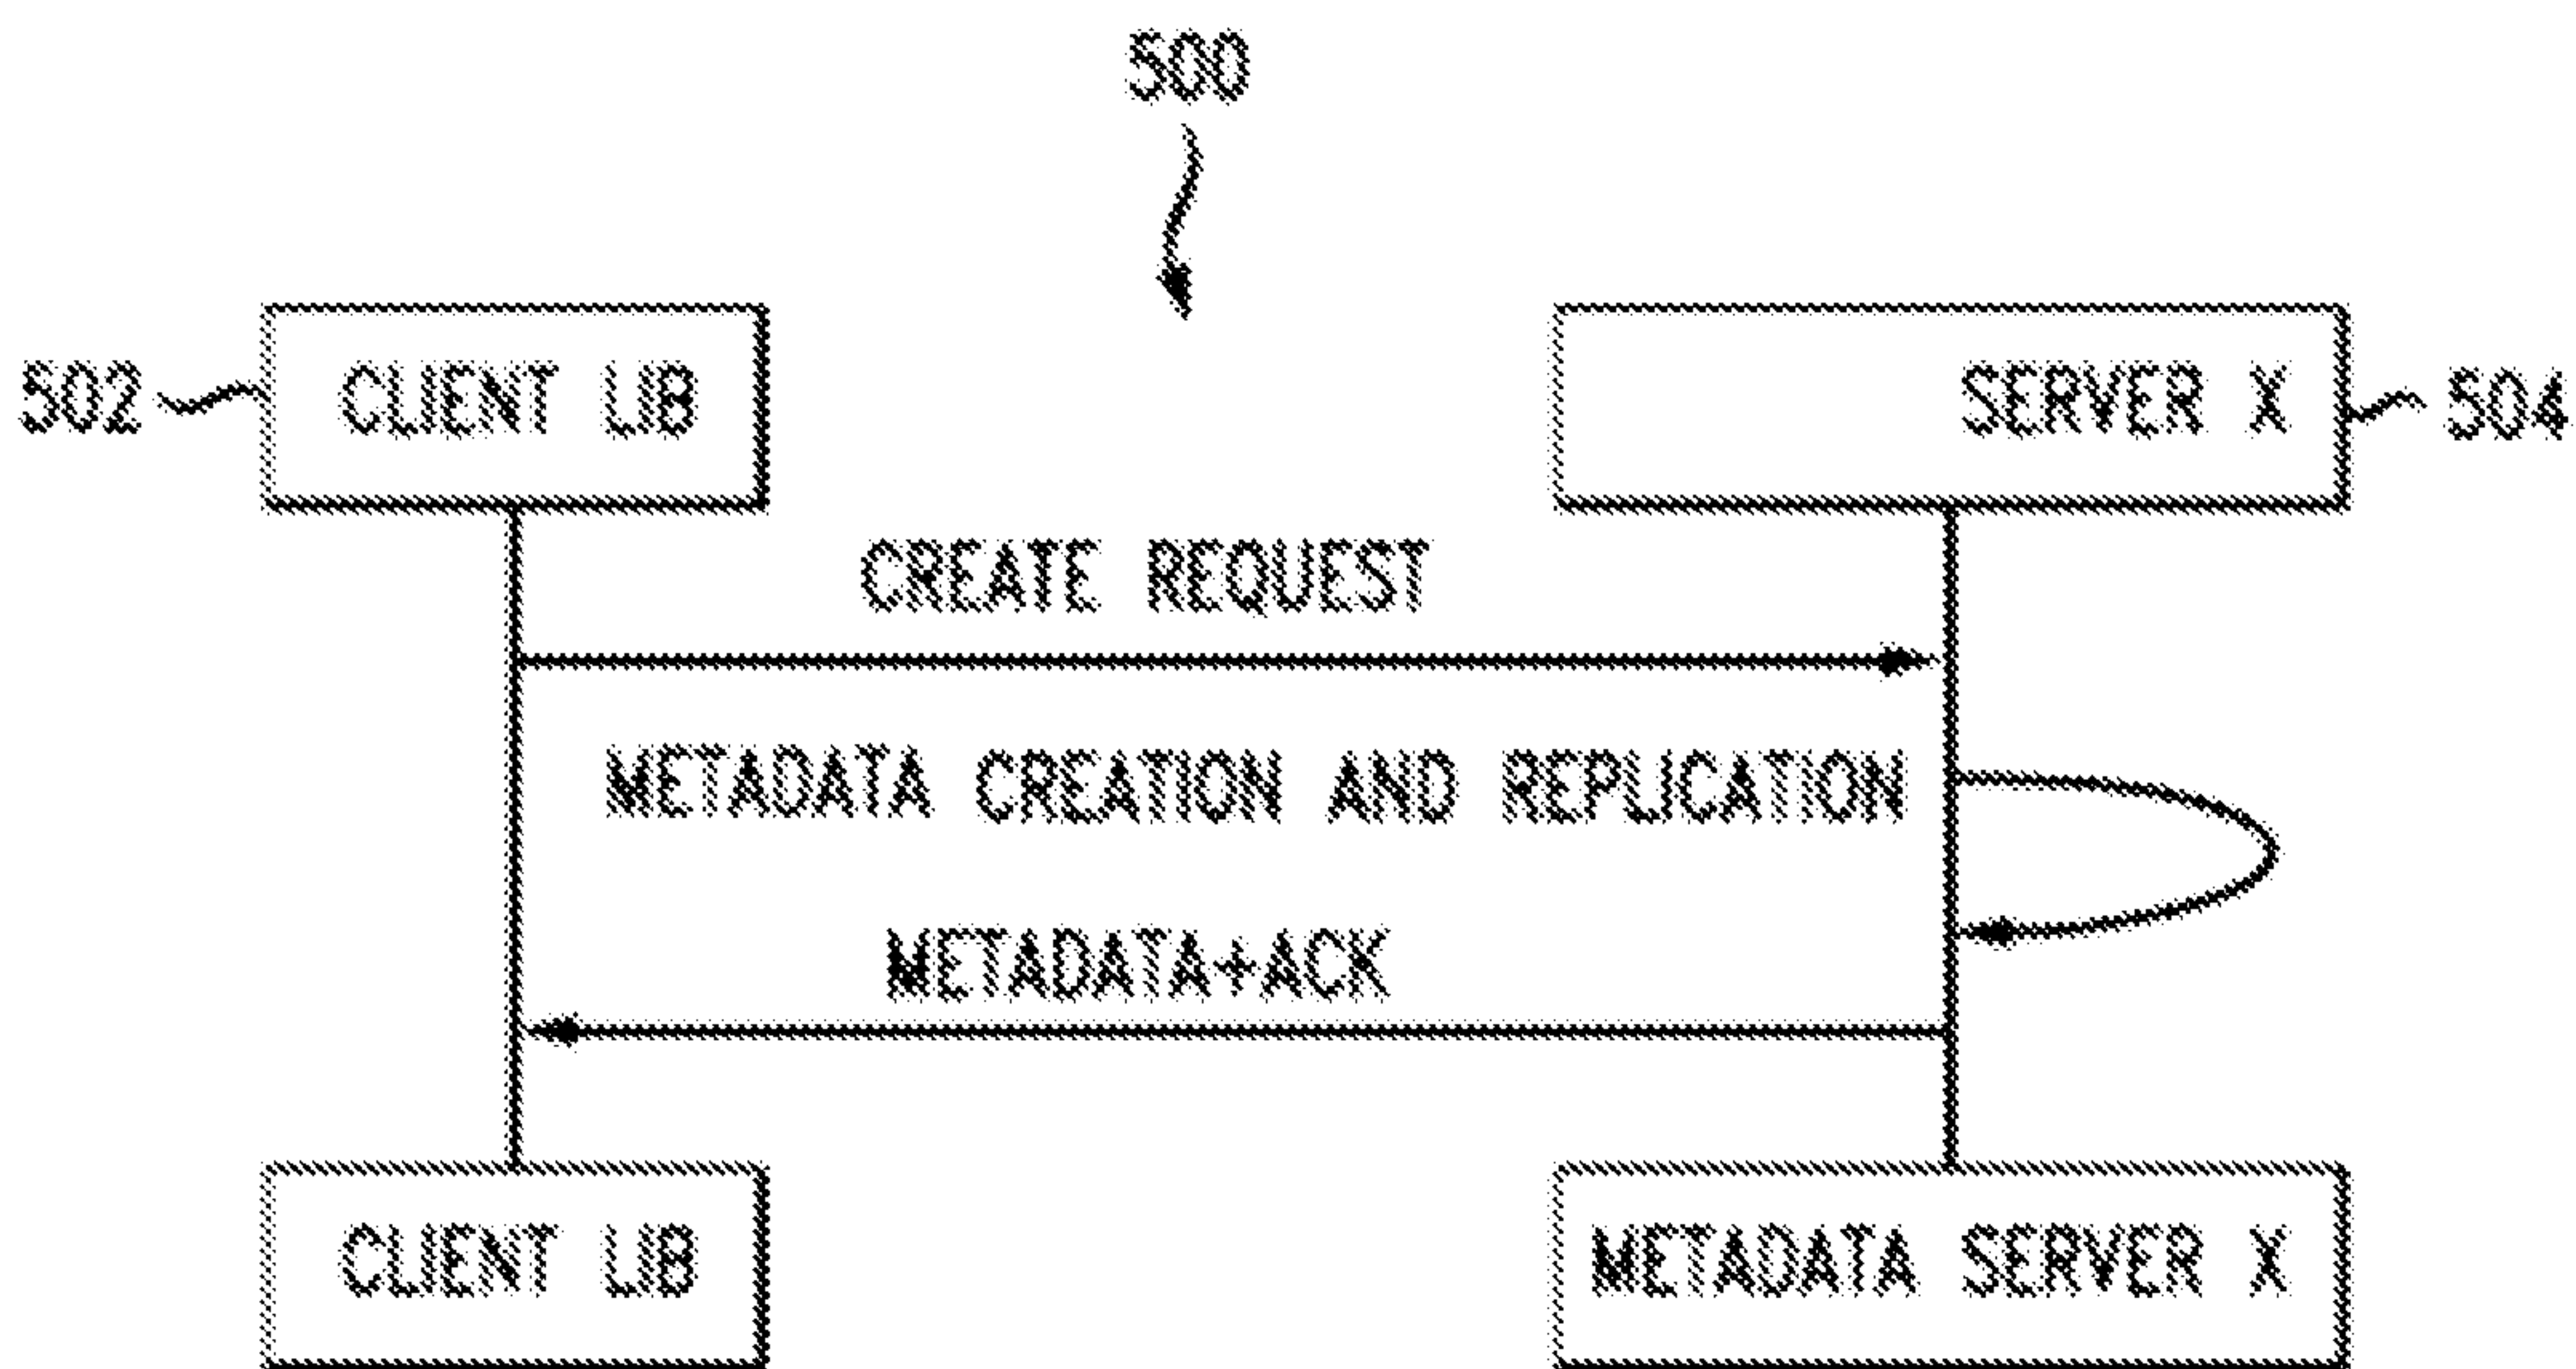 500
502
CLIENT LIB
SERVER X
504
CREATE REQUEST
METADATA CREATION AND REPLICATION
METADATA+ACK
CLIENT LIB
METADATA SERVER X